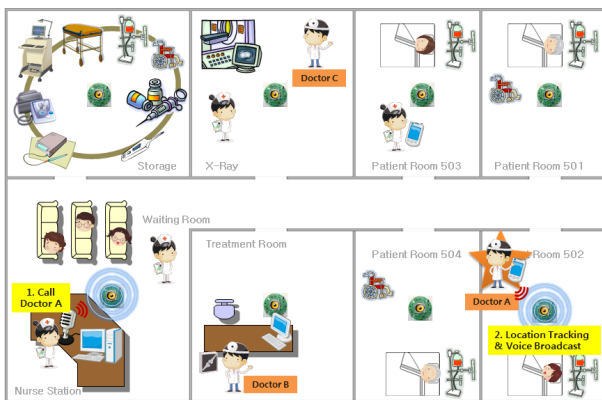 Doctor C
Storage
X-Ray
Patient Room 503
Patient Room 501
Waiting Room
Treatment Room
Patient Room 504
nt Room 502
1. Call
Doctor A
Doctor A
2. Location Tracking
& Voice Broadcast
Doctor B
Nurse Station